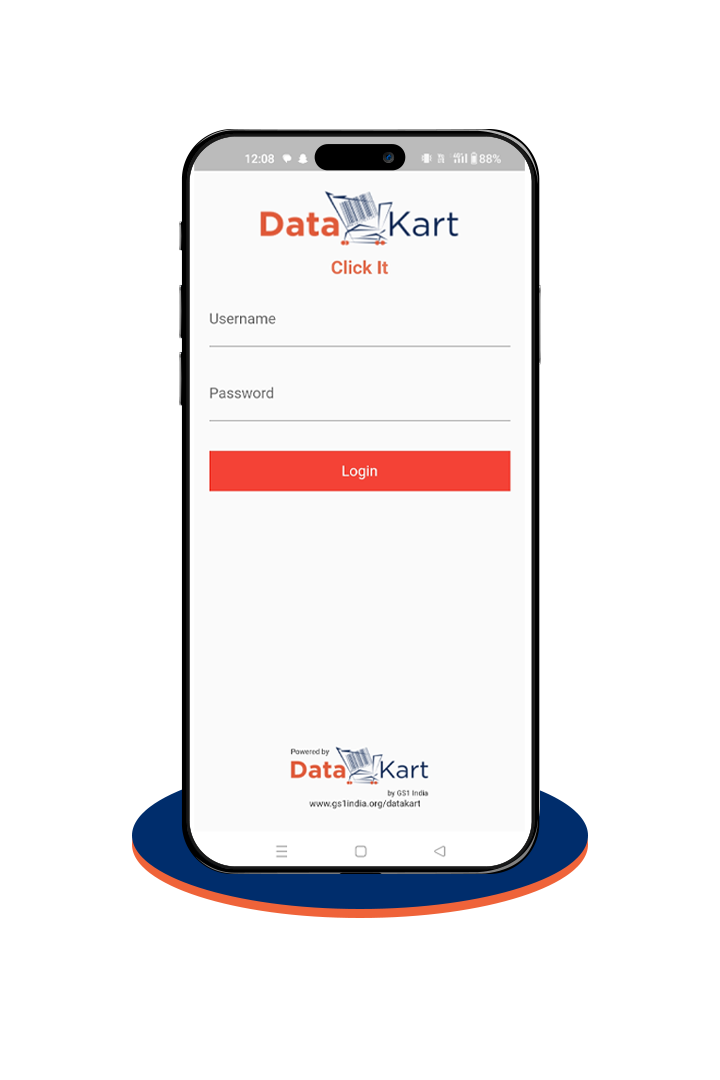 12:08 88%
Data Kart
Click It
Username
Password
Login
Powered by
Data Kart
by GS1 India
www.gs1india.org/datakart